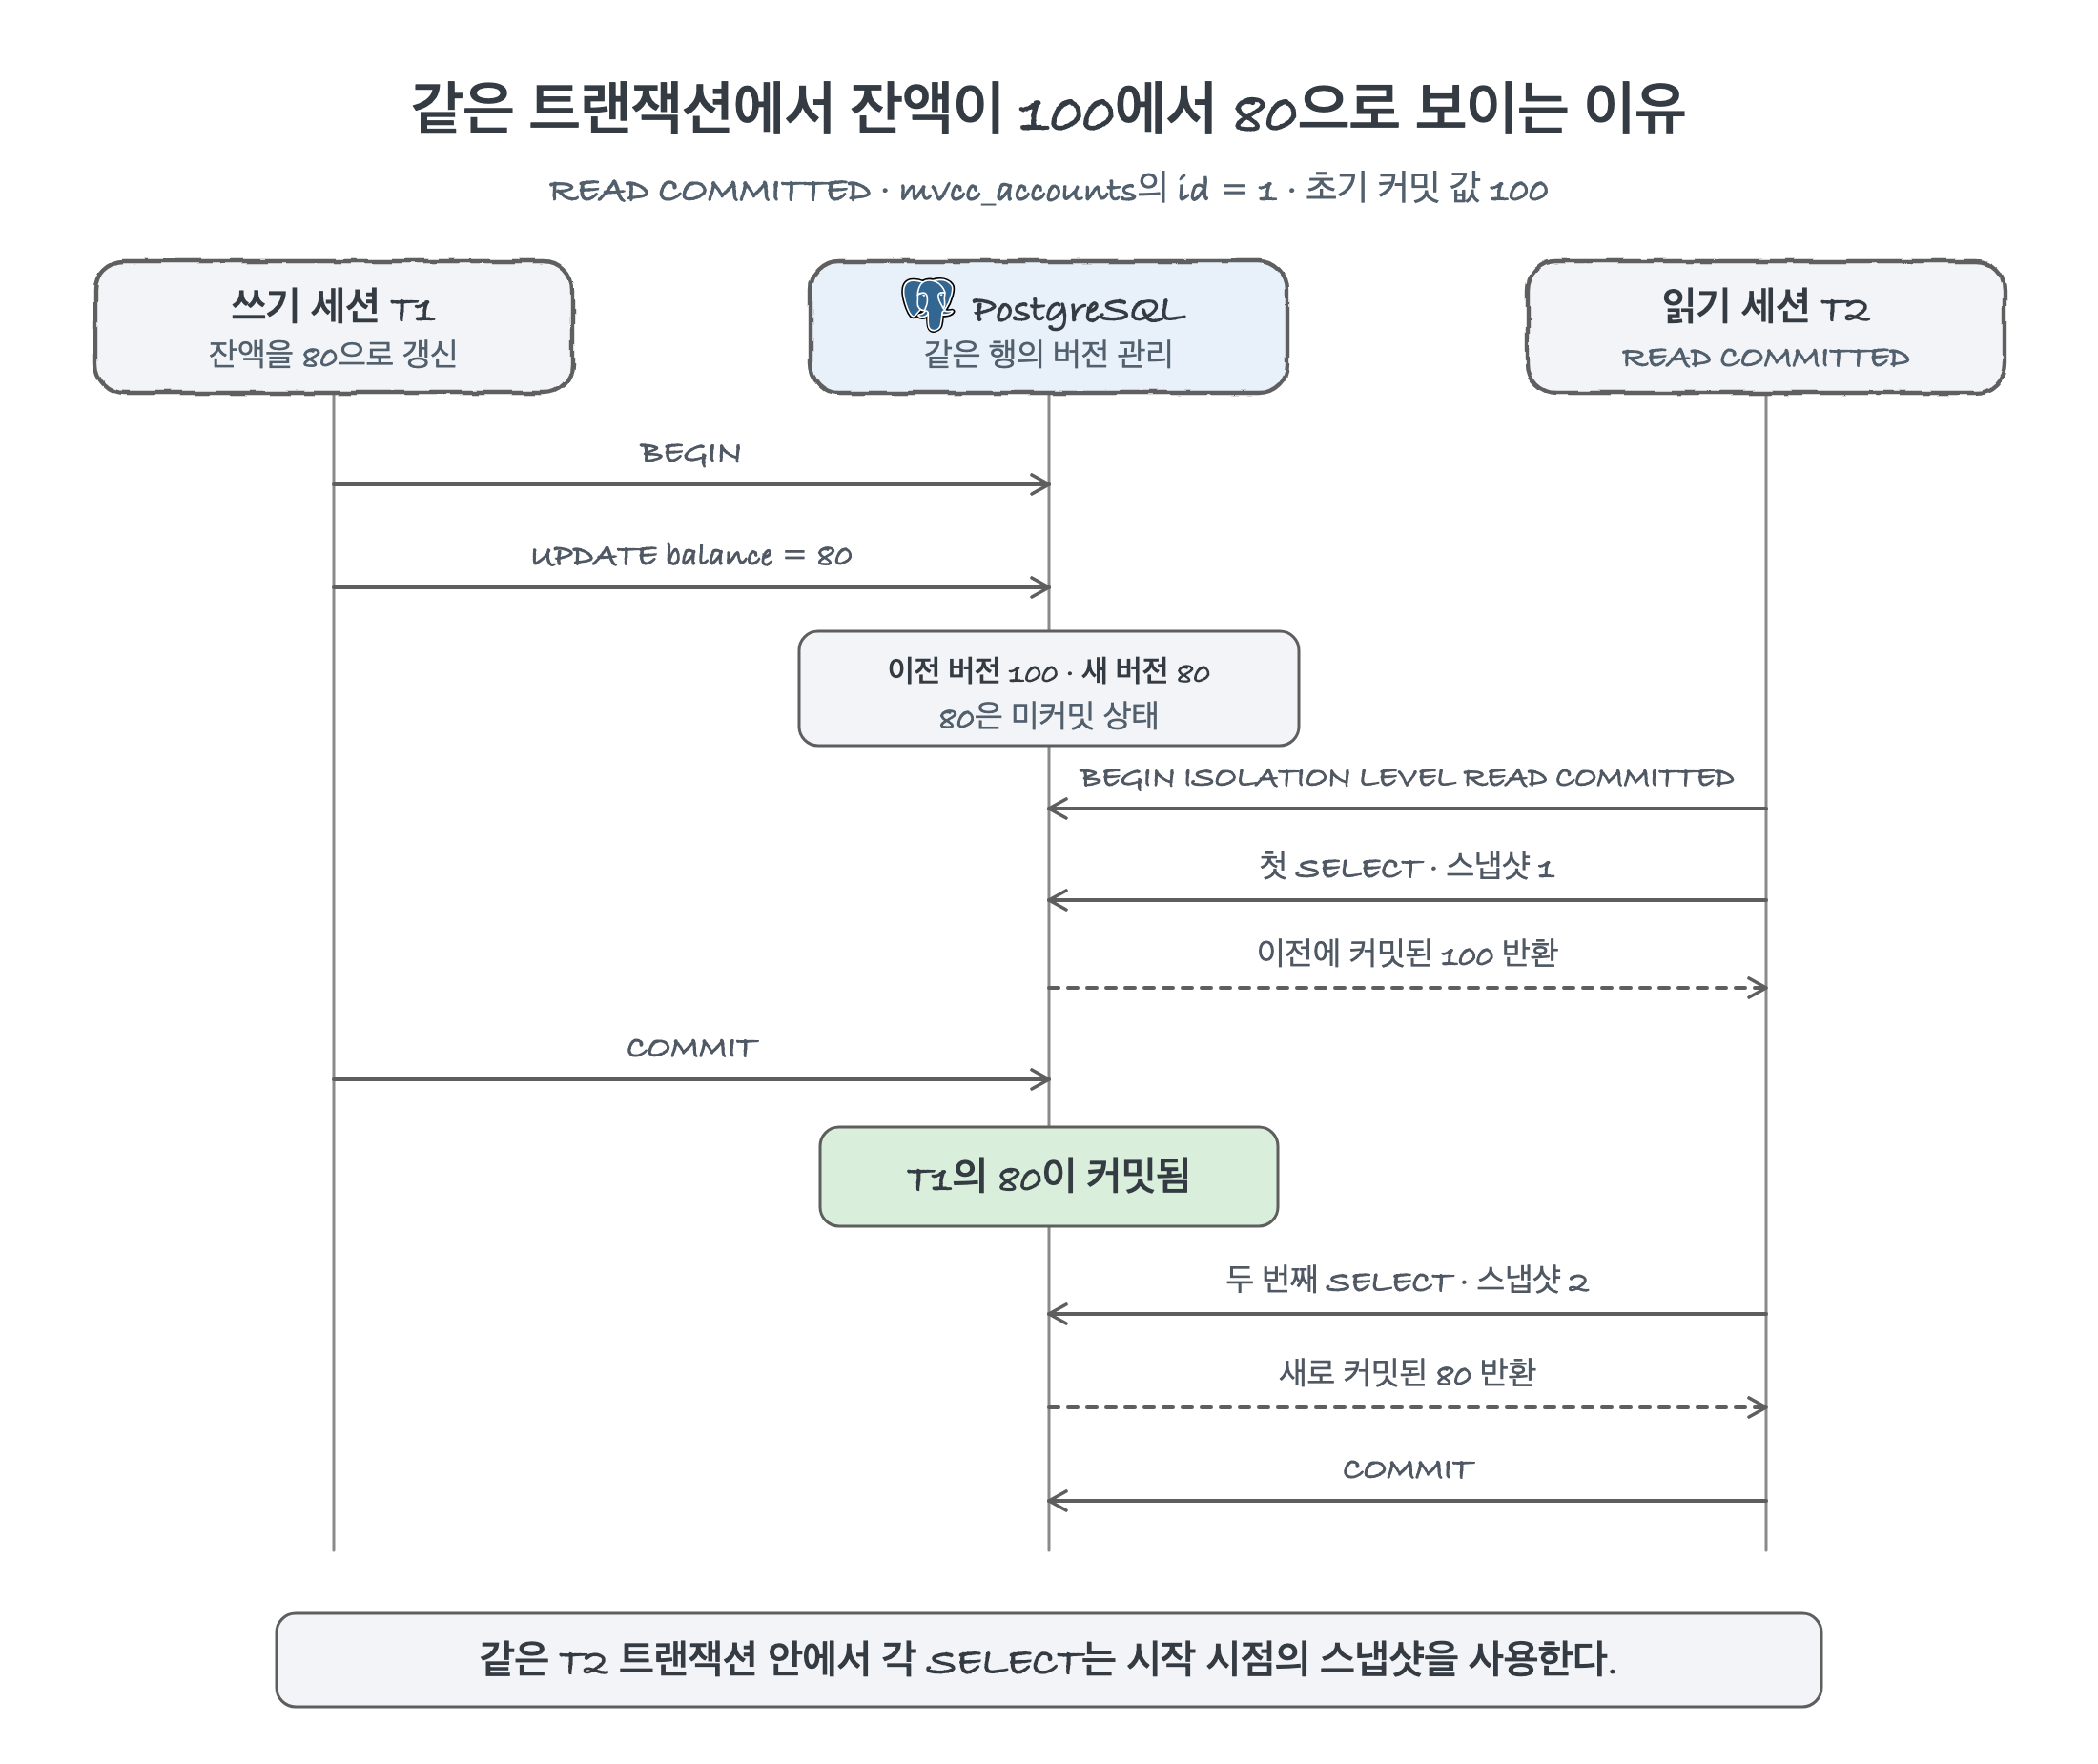 같은 트랜잭션에서 잔액이 100에서 80으로 보이는 이유
READ COMMITTED · mvcc_accounts의 id = 1 · 초기 커밋 값 100
쓰기 세션 T1
잔액을 80으로 갱신
PostgreSQL
같은 행의 버전 관리
읽기 세션 T2
READ COMMITTED
BEGIN
UPDATE balance = 80
이전 버전 100 · 새 버전 80
80은 미커밋 상태
BEGIN ISOLATION LEVEL READ COMMITTED
첫 SELECT · 스냅샷 1
이전에 커밋된 100 반환
COMMIT
T1의 80이 커밋됨
두 번째 SELECT · 스냅샷 2
새로 커밋된 80 반환
COMMIT
같은 T2 트랜잭션 안에서 각 SELECT는 시작 시점의 스냅샷을 사용한다.